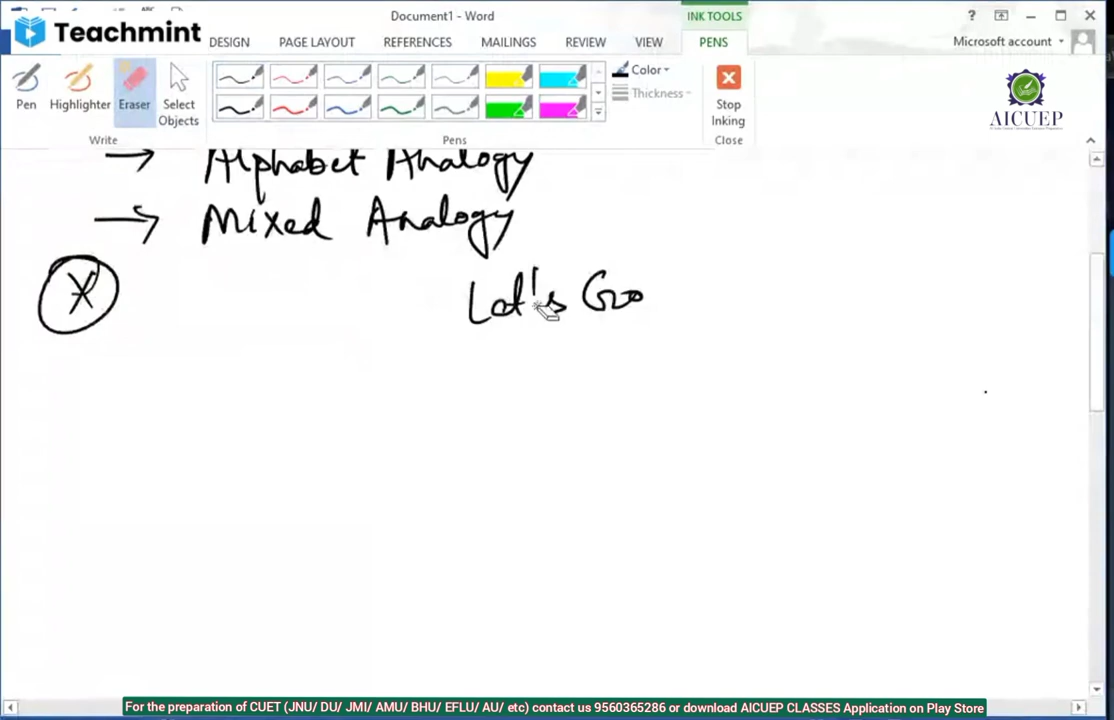 Document1 - Word
INK TOOLS
Teachmint
DESIGN PAGE LAYOUT REFERENCES MAILINGS REVIEW VIEW PENS
Microsoft account
Pen Highlighter Eraser Select Objects
Color
Thickness
Stop Inking
Write Pens Close
AICUEP
→ Alphabet Analogy
→ Mixed Analogy
Let's Goo
For the preparation of CUET (JNU/ DU/ JMI/ AMU/ BHU/ EFLU/ AU/ etc) contact us 9560365286 or download AICUEP CLASSES Application on Play Store